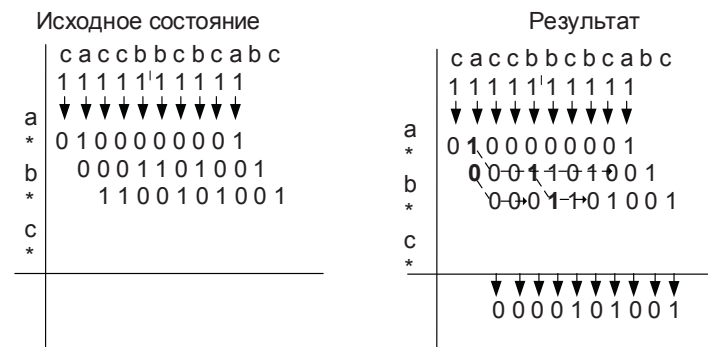 Исходное состояние
c a c c b b c b c a b c
1 1 1 1 1 1 1 1 1 1
a
* 0 1 0 0 0 0 0 0 0 1
b 0 0 0 1 1 0 1 0 0 1
* 1 1 0 0 1 0 1 0 0 1
c
*
Результат
c a c c b b c b c a b c
1 1 1 1 1 1 1 1 1 1
a
* 0 1 0 0 0 0 0 0 0 1
b 0 0 0 1 1 0 1 0 0 1
* 0 0 0 1 1 0 1 0 0 1
c
*
0 0 0 0 1 0 1 0 0 1